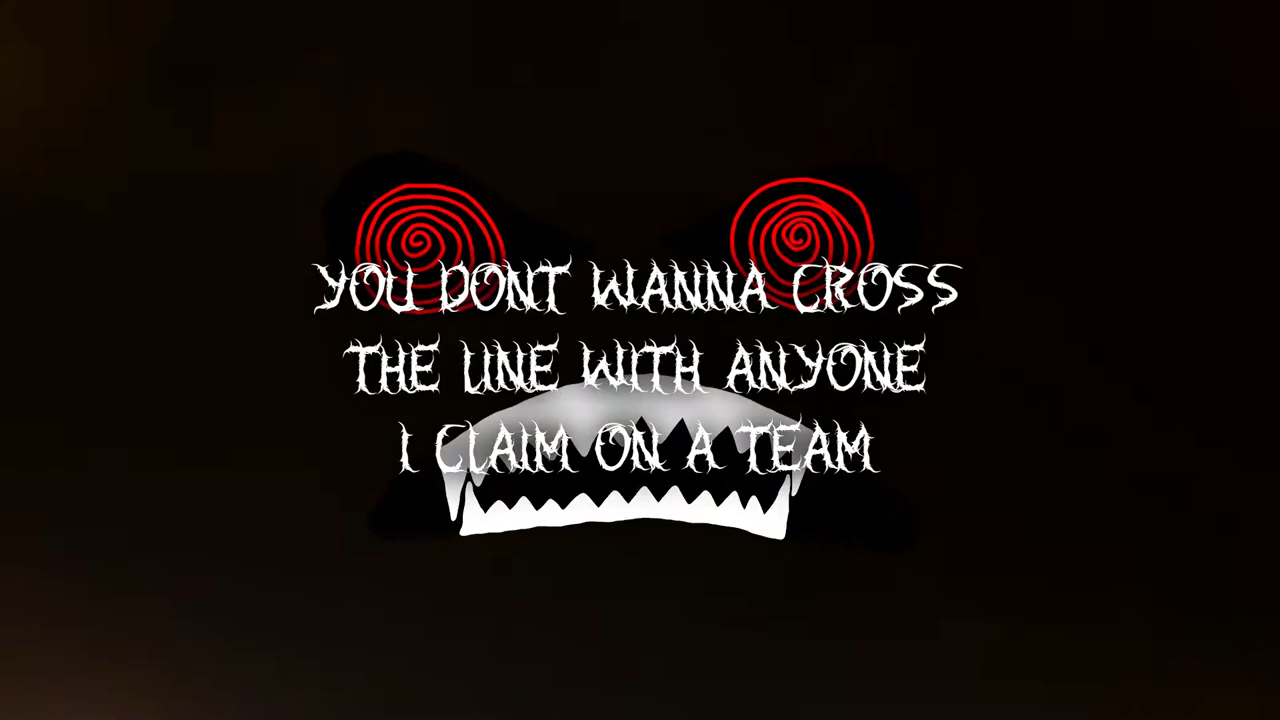 YOU DONT WANNA CROSS
THE LINE WITH ANYONE
I CLAIM ON A TEAM